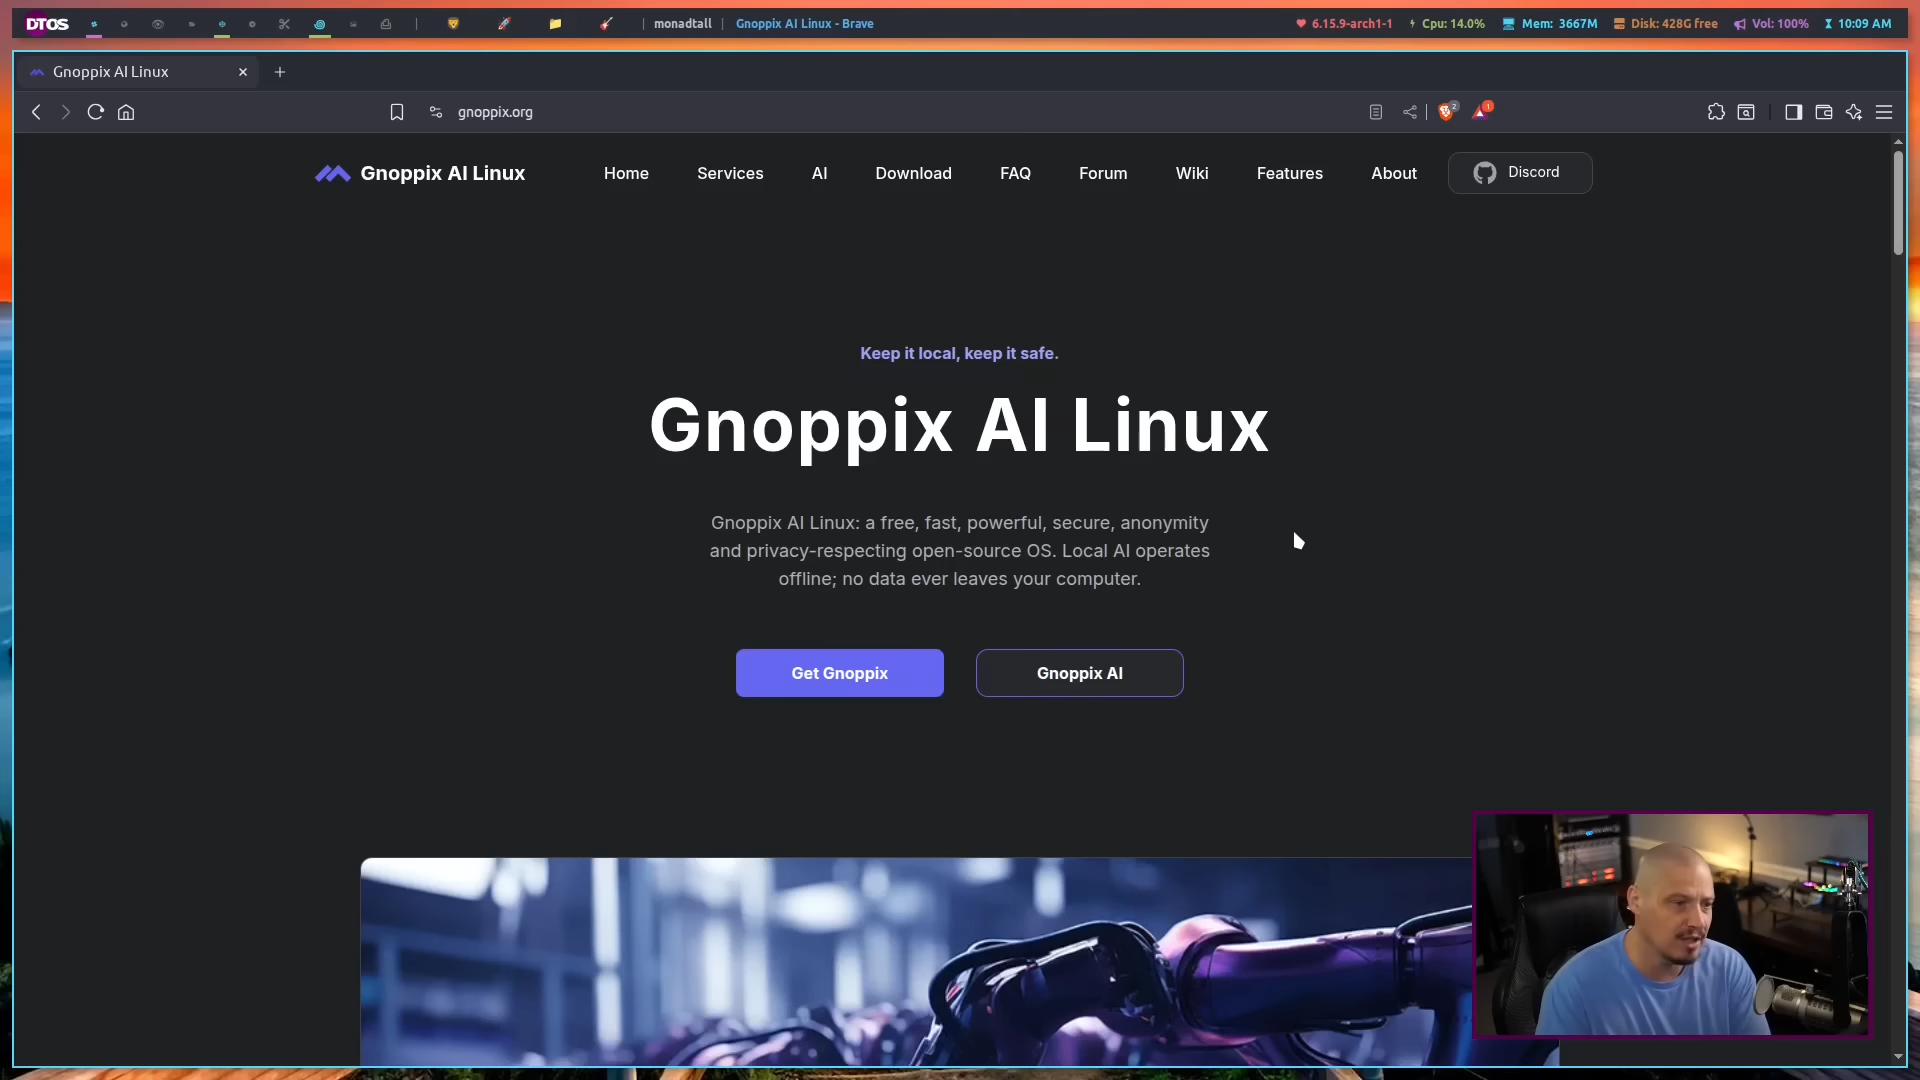 DTOS
monadtall
Gnoppix AI Linux - Brave
6.15.9-arch1-1
Cpu: 14.0%
Mem: 3667M
Disk: 428G free
Vol: 100%
10:09 AM
Gnoppix AI Linux
gnoppix.org
2
1
Gnoppix AI Linux
Home
Services
AI
Download
FAQ
Forum
Wiki
Features
About
Discord
Keep it local, keep it safe.
Gnoppix AI Linux
Gnoppix AI Linux: a free, fast, powerful, secure, anonymity
and privacy-respecting open-source OS. Local AI operates
offline; no data ever leaves your computer.
Get Gnoppix
Gnoppix AI